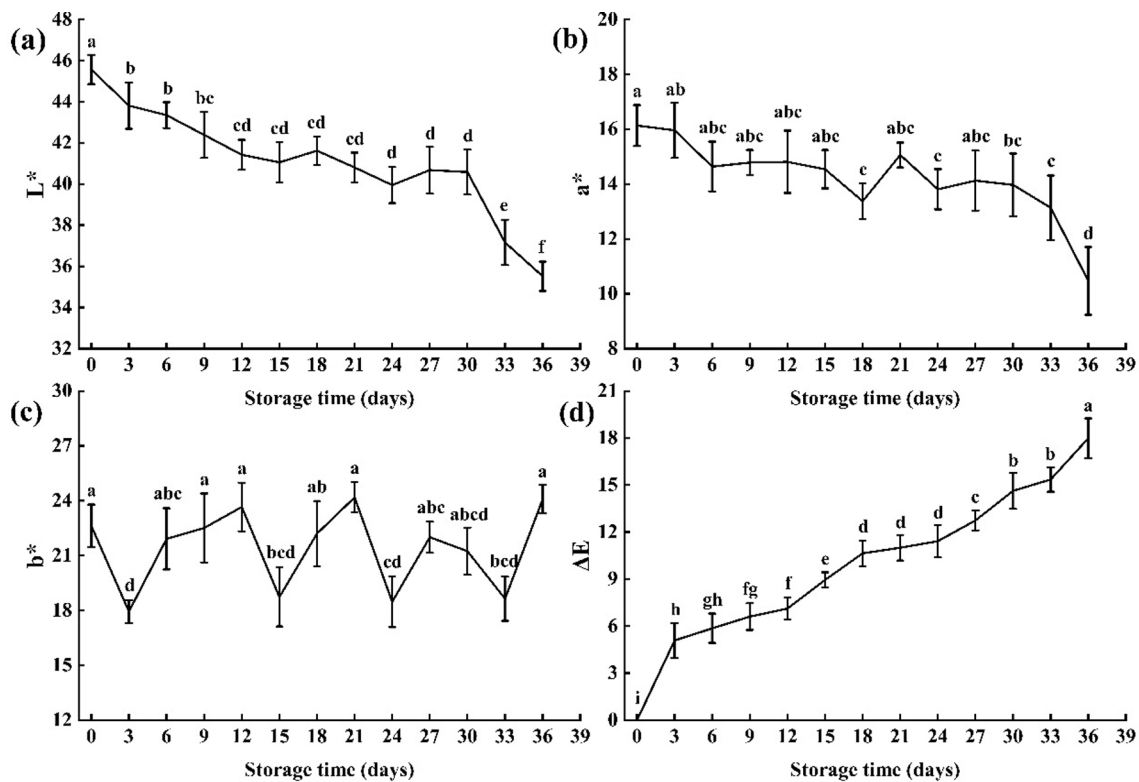 (a)
L*
48
46
44
42
40
38
36
34
32
a
b
b
bc
cd
cd
cd
cd
d
d
d
e
f
0 3 6 9 12 15 18 21 24 27 30 33 36 39
Storage time (days)
(b)
a*
20
18
16
14
12
10
8
a
ab
abc
abc
abc
abc
c
abc
c
abc
bc
c
d
0 3 6 9 12 15 18 21 24 27 30 33 36 39
Storage time (days)
(c)
b*
30
27
24
21
18
15
12
a
d
abc
a
a
bcd
ab
a
cd
abc
abcd
bcd
a
0 3 6 9 12 15 18 21 24 27 30 33 36 39
Storage time (days)
(d)
ΔE
21
18
15
12
9
6
3
0
i
h
gh
fg
f
e
d
d
d
c
b
b
a
0 3 6 9 12 15 18 21 24 27 30 33 36 39
Storage time (days)